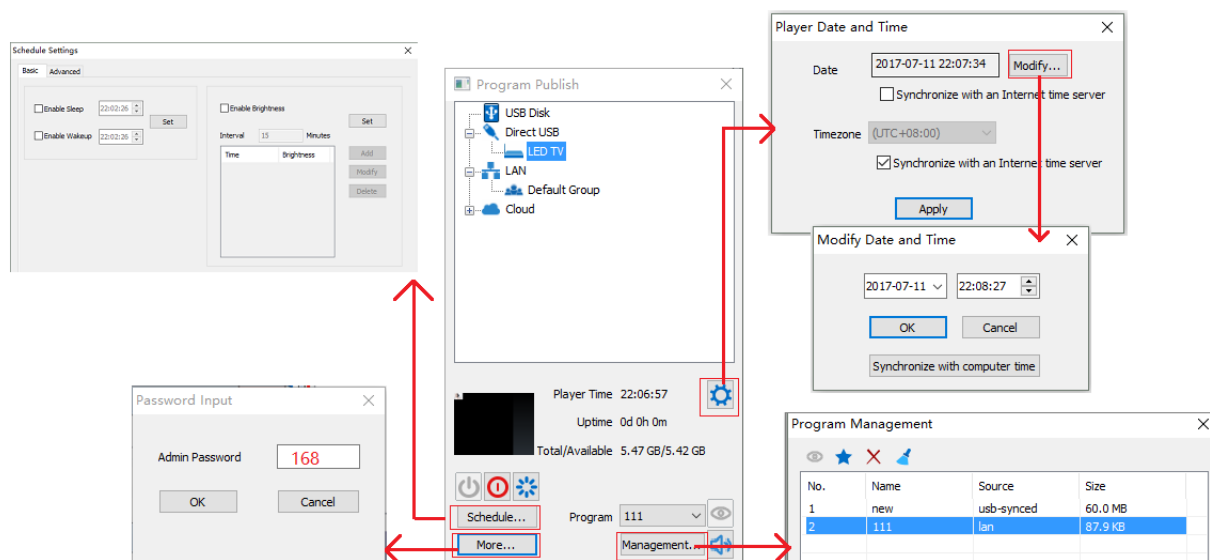 Schedule Settings
Basic Advanced
Enable Sleep 22:02:26
Set
Enable Wakeup 22:02:26
Enable Brightness
Interval 15 Minutes
Set
Time Brightness
Add
Modify
Delete
Program Publish
USB Disk
Direct USB
LED TV
LAN
Default Group
Cloud
Player Time 22:06:57
Uptime 0d 0h 0m
Total/Available 5.47 GB/5.42 GB
Schedule... Program 111
More... Management...
Player Date and Time
Date 2017-07-11 22:07:34 Modify...
Synchronize with an Internet time server
Timezone (UTC+08:00)
Synchronize with an Internet time server
Apply
Modify Date and Time
2017-07-11 22:08:27
OK Cancel
Synchronize with computer time
Password Input
Admin Password 168
OK Cancel
Program Management
No. Name Source Size
1 new usb-synced 60.0 MB
2 111 lan 87.9 KB